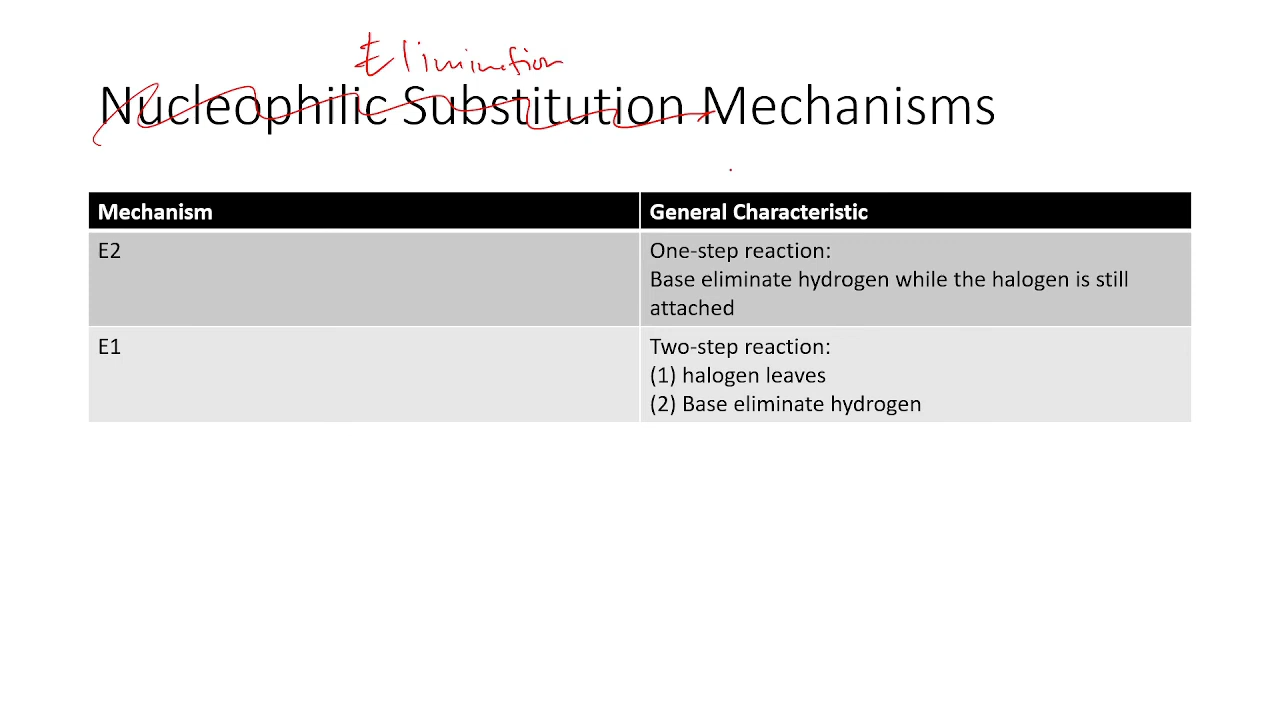 Elimination
Nucleophilic Substitution Mechanisms
Mechanism
General Characteristic
E2
One-step reaction:
Base eliminate hydrogen while the halogen is still
attached
E1
Two-step reaction:
(1) halogen leaves
(2) Base eliminate hydrogen